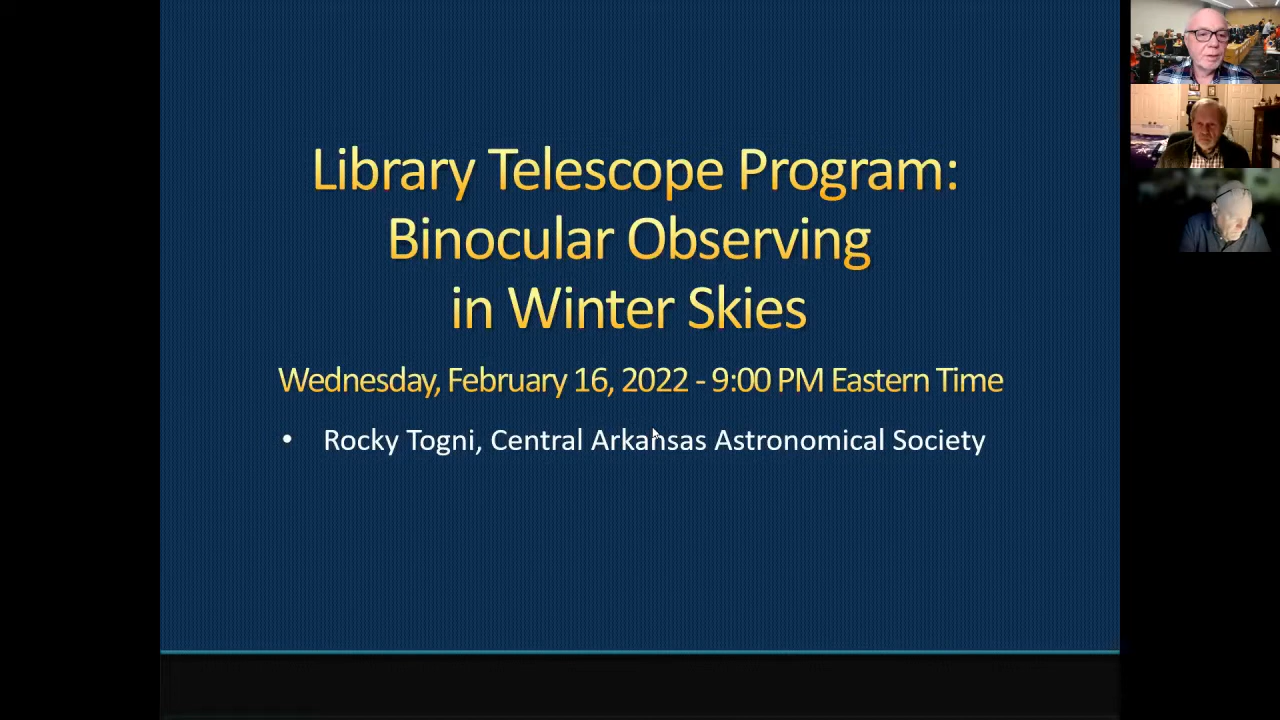 Library Telescope Program:
Binocular Observing
in Winter Skies
Wednesday, February 16, 2022 - 9:00 PM Eastern Time
• Rocky Togni, Central Arkansas Astronomical Society